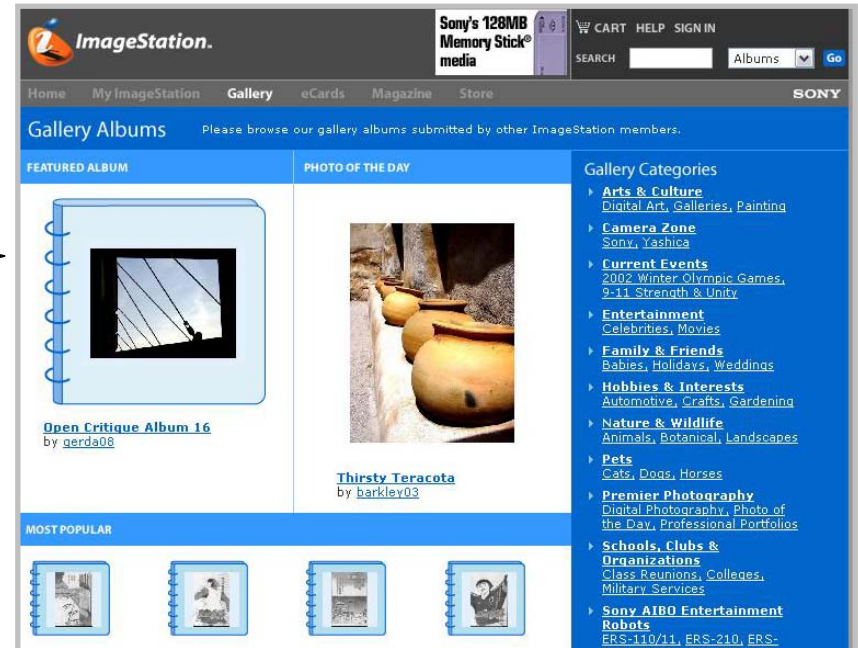 ImageStation.
Sony's 128MB
Memory Stick®
media
CART HELP SIGN IN
SEARCH Albums Go
Home My ImageStation Gallery eCards Magazine Store SONY
Gallery Albums Please browse our gallery albums submitted by other ImageStation members.
FEATURED ALBUM
Open Critique Album 16
by gerda08
PHOTO OF THE DAY
Thirsty Teracota
by barkley03
MOST POPULAR
Gallery Categories
Arts & Culture
Digital Art, Galleries, Painting
Camera Zone
Sony, Yashica
Current Events
2002 Winter Olympic Games,
9-11 Strength & Unity
Entertainment
Celebrities, Movies
Family & Friends
Babies, Holidays, Weddings
Hobbies & Interests
Automotive, Crafts, Gardening
Nature & Wildlife
Animals, Botanical, Landscapes
Pets
Cats, Dogs, Horses
Premier Photography
Digital Photography, Photo of
the Day, Professional Portfolios
Schools, Clubs &
Organizations
Class Reunions, Colleges,
Military Services
Sony AIBO Entertainment
Robots
ERS-110/11, ERS-210, ERS-